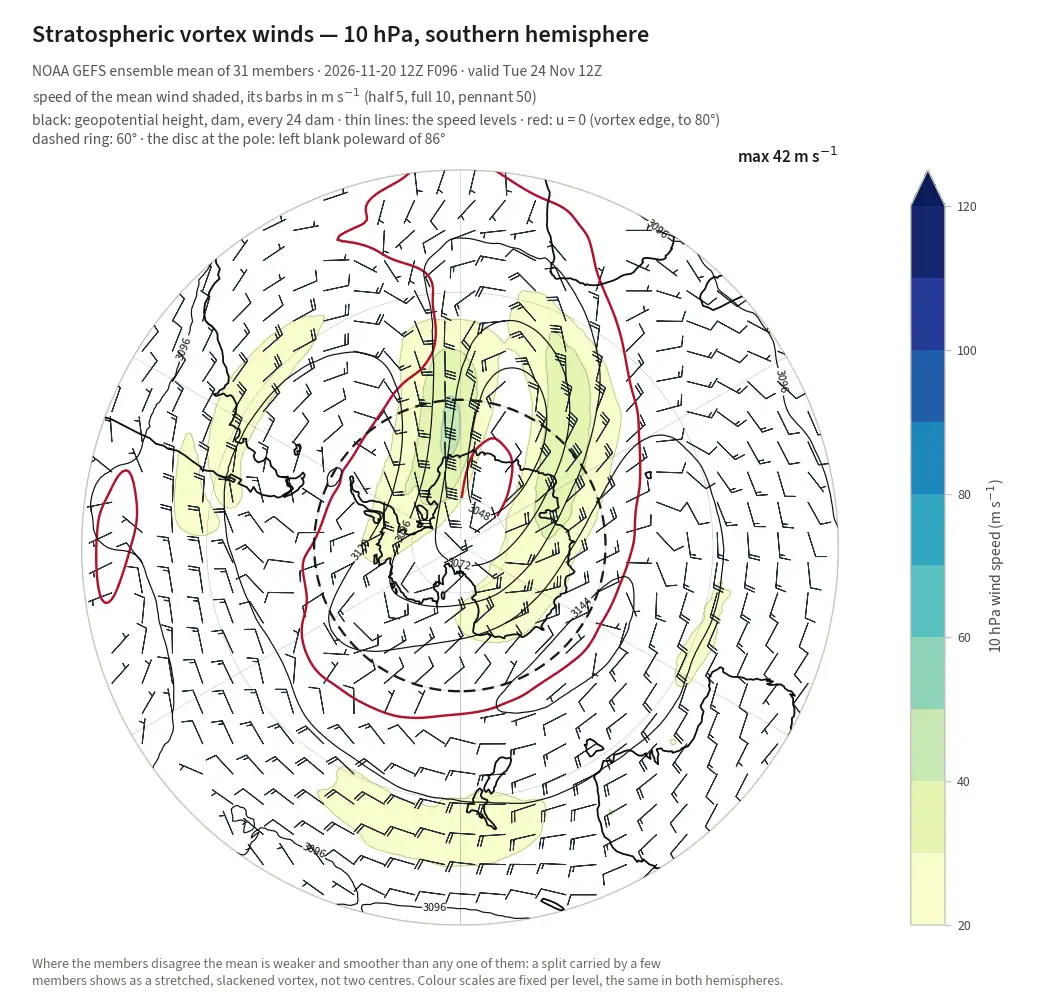 Stratospheric vortex winds — 10 hPa, southern hemisphere
NOAA GEFS ensemble mean of 31 members · 2026-11-20 12Z F096 · valid Tue 24 Nov 12Z
speed of the mean wind shaded, its barbs in m s⁻¹ (half 5, full 10, pennant 50)
black: geopotential height, dam, every 24 dam · thin lines: the speed levels · red: u = 0 (vortex edge, to 80°)
dashed ring: 60° · the disc at the pole: left blank poleward of 86°
max 42 m s⁻¹
120
100
80
60
40
20
10 hPa wind speed (m s⁻¹)
3096
3096
3096
3048
3072
3144
3096
3096
Where the members disagree the mean is weaker and smoother than any one of them: a split carried by a few
members shows as a stretched, slackened vortex, not two centres. Colour scales are fixed per level, the same in both hemispheres.